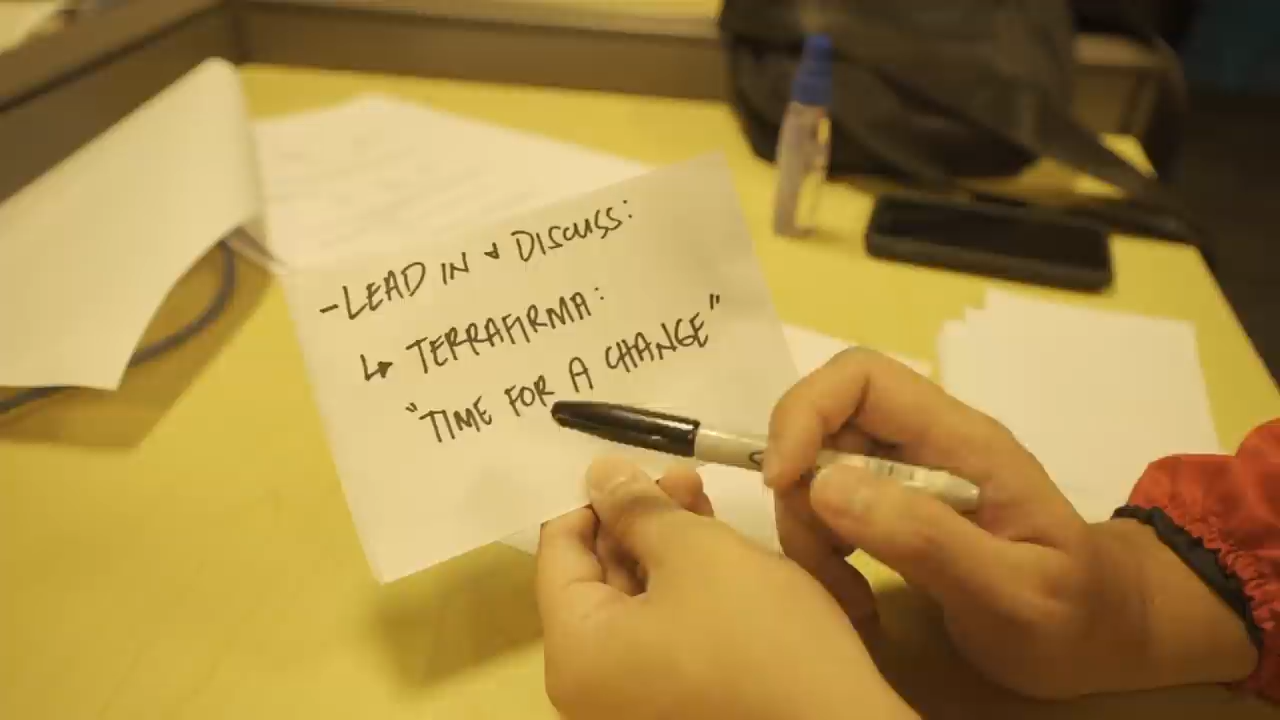 - LEAD IN & DISCUSS:
↳ TERRAFIRMA:
"TIME FOR A CHANGE"